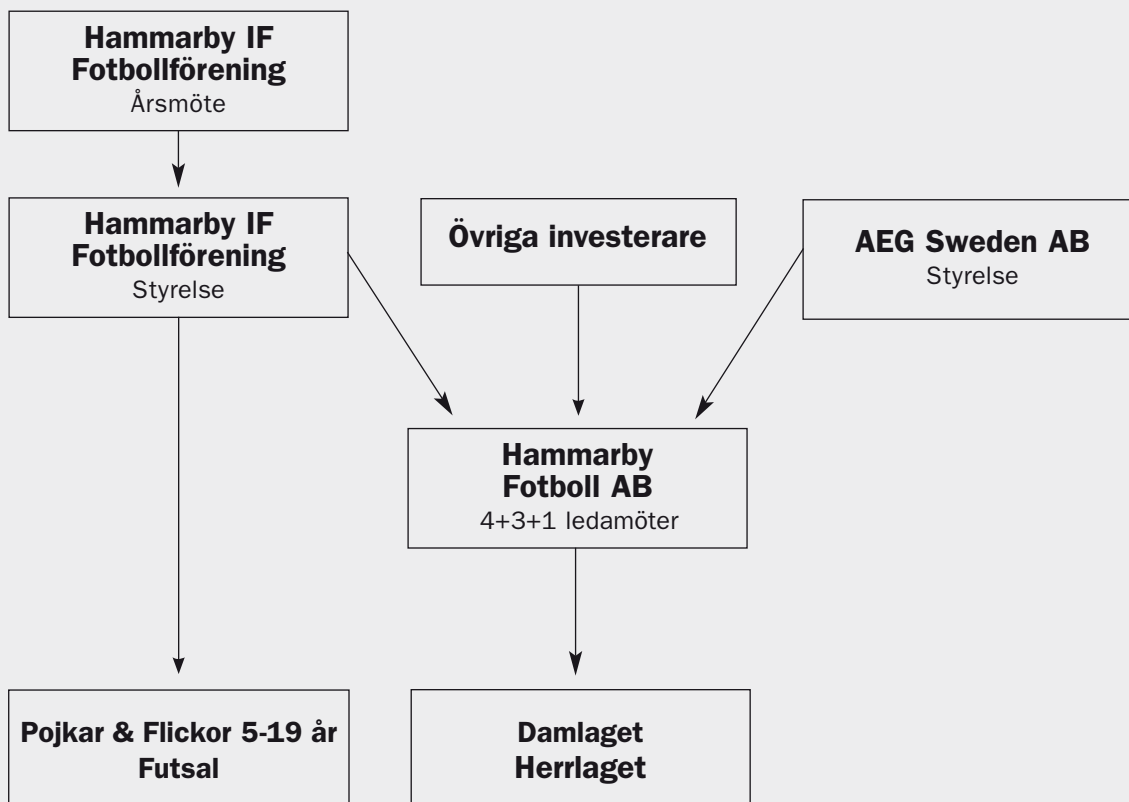 Hammarby IF
Fotbollförening
Årsmöte
Hammarby IF
Fotbollförening
Styrelse
Övriga investerare
AEG Sweden AB
Styrelse
Hammarby
Fotboll AB
4+3+1 ledamöter
Pojkar & Flickor 5-19 år
Futsal
Damlaget
Herrlaget